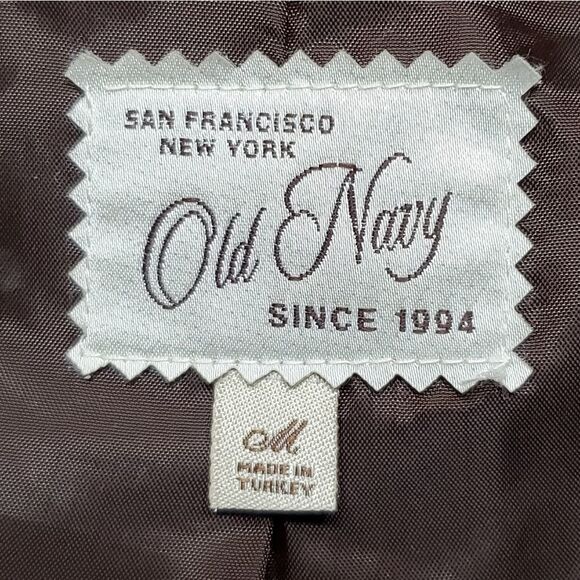 SAN FRANCISCO
NEW YORK
Old Navy
SINCE 1994
M
MADE IN
TURKEY